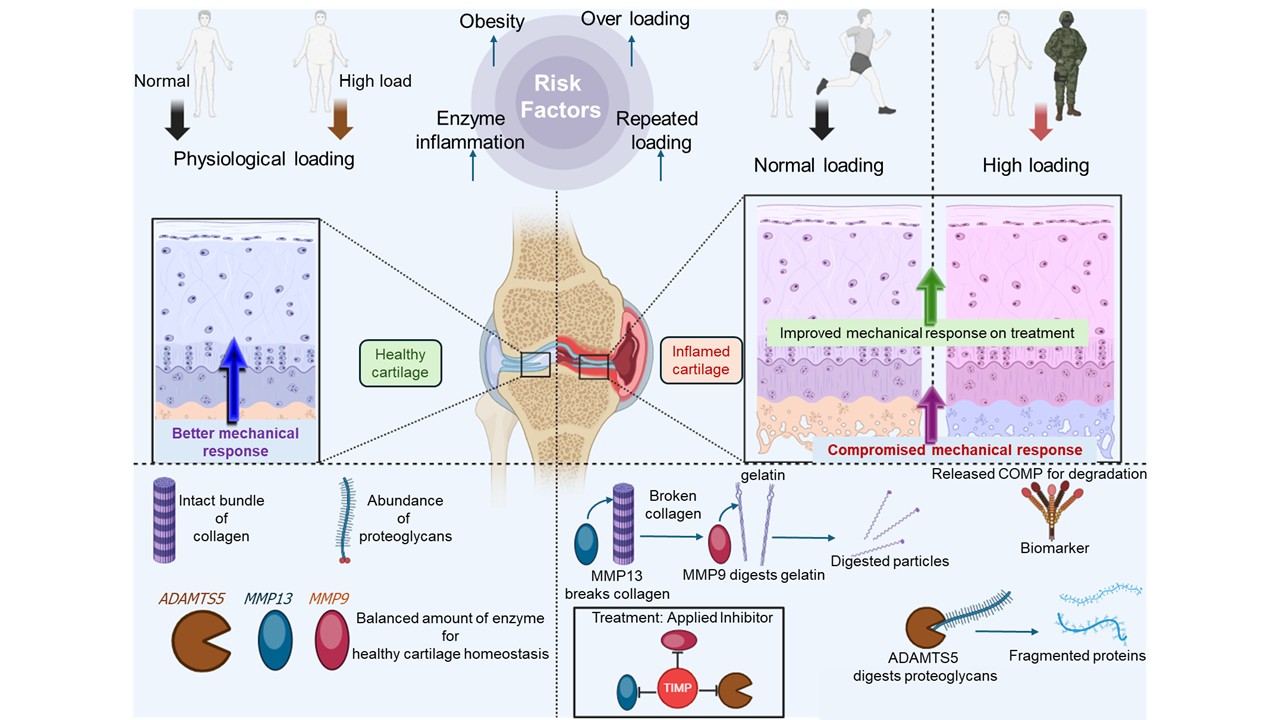 Obesity
Over loading
Risk
Factors
Normal
High load
Enzyme
inflammation
Repeated
loading
Physiological loading
Normal loading
High loading
Healthy
cartilage
Inflamed
cartilage
Improved mechanical response on treatment
Better mechanical
response
Compromised mechanical response
Intact bundle
of
collagen
Abundance
of
proteoglycans
ADAMTS5
MMP13
MMP9
Balanced amount of enzyme
for
healthy cartilage homeostasis
gelatin
Broken
collagen
MMP13
breaks collagen
MMP9 digests gelatin
Digested particles
Released COMP for degradation
Biomarker
Treatment: Applied Inhibitor
TIMP
ADAMTS5
digests proteoglycans
Fragmented proteins